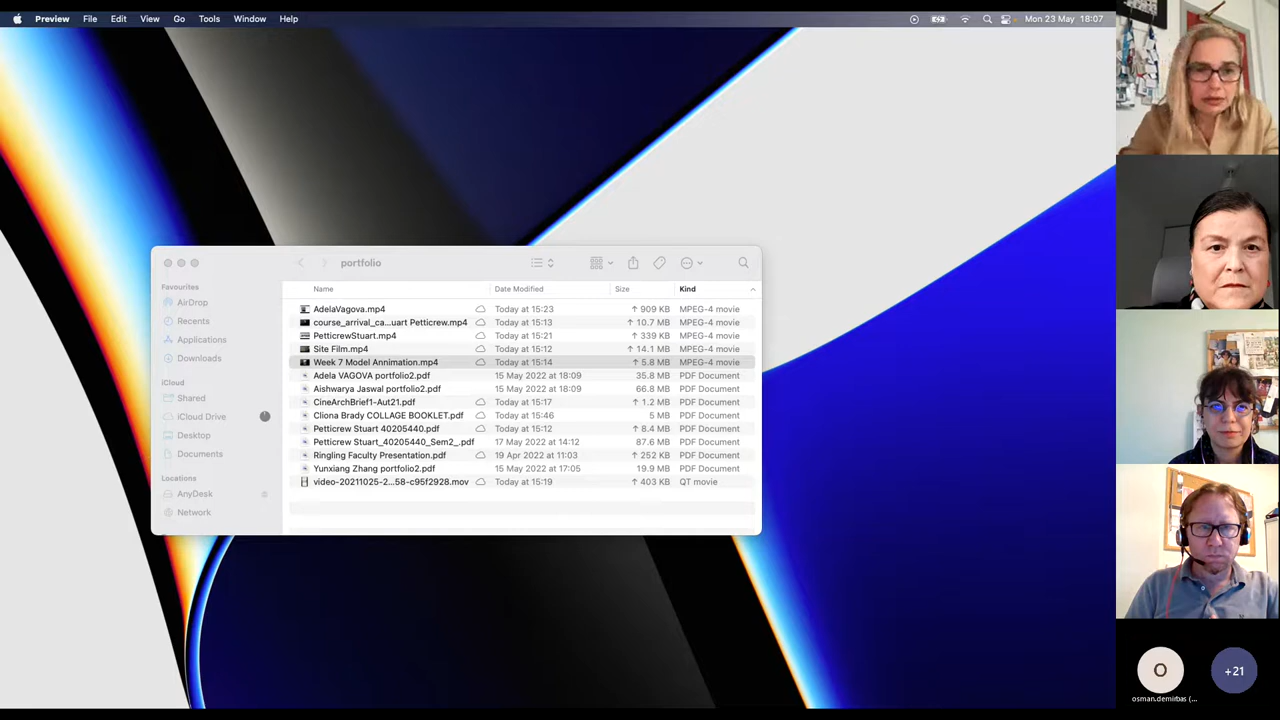 Preview File Edit View Go Tools Window Help Mon 23 May 18:07
portfolio
Favourites
AirDrop
Recents
Applications
Downloads
iCloud
Shared
iCloud Drive
Desktop
Documents
Locations
AnyDesk
Network
Name Date Modified Size Kind
AdelaVagova.mp4 Today at 15:23 909 KB MPEG-4 movie
course_arrival_ca...uart Petticrew.mp4 Today at 15:13 10.7 MB MPEG-4 movie
PetticrewStuart.mp4 Today at 15:21 339 KB MPEG-4 movie
Site Film.mp4 Today at 15:12 14.1 MB MPEG-4 movie
Week 7 Model Annimation.mp4 Today at 15:14 5.8 MB MPEG-4 movie
Adela VAGOVA portfolio2.pdf 15 May 2022 at 18:09 35.8 MB PDF Document
Aishwarya Jaswal portfolio2.pdf 15 May 2022 at 18:09 66.8 MB PDF Document
CineArchBrief1-Aut21.pdf Today at 15:17 1.2 MB PDF Document
Cliona Brady COLLAGE BOOKLET.pdf Today at 15:46 5 MB PDF Document
Petticrew Stuart 40205440.pdf Today at 15:12 8.4 MB PDF Document
Petticrew Stuart_40205440_Sem2_.pdf 17 May 2022 at 14:12 87.6 MB PDF Document
Ringling Faculty Presentation.pdf 19 Apr 2022 at 11:03 252 KB PDF Document
Yunxiang Zhang portfolio2.pdf 15 May 2022 at 17:05 19.9 MB PDF Document
video-20211025-2...58-c95f2928.mov Today at 15:19 403 KB QT movie
O +21
osman.demirbas (...